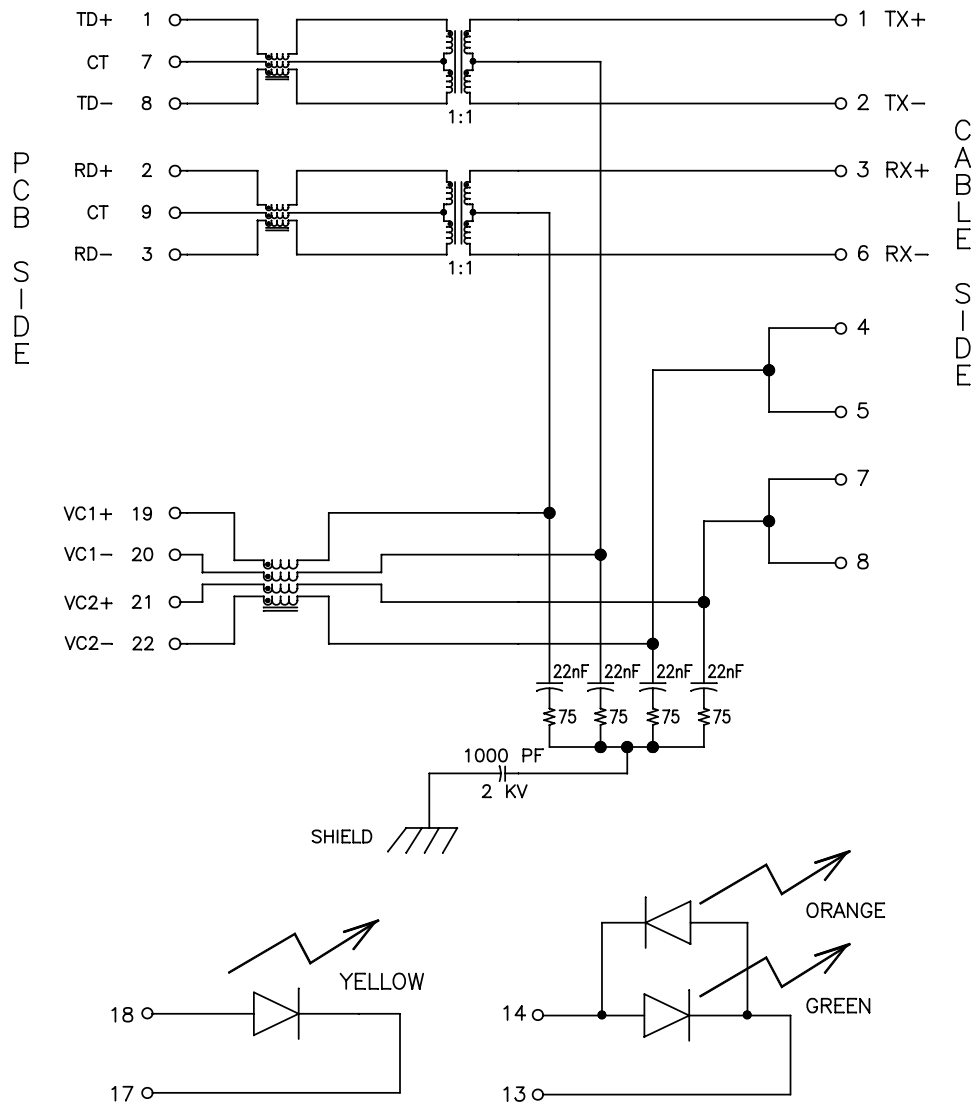 TD+ 1
CT 7
TD- 8
1:1
1 TX+
2 TX-
PCB SIDE
RD+ 2
CT 9
RD- 3
1:1
3 RX+
6 RX-
CABLE SIDE
4
5
7
8
VC1+ 19
VC1- 20
VC2+ 21
VC2- 22
22nF 22nF 22nF 22nF
75 75 75 75
1000 PF
2 KV
SHIELD
ORANGE
YELLOW
GREEN
18
14
17
13